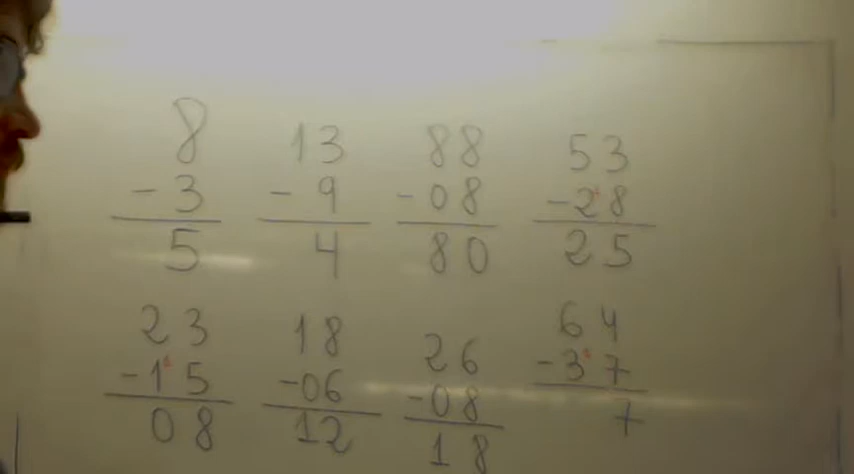 8 13 88 53
- 3 - 9 - 08 - 28
5 4 80 25
23 18 26 64
- 15 - 06 - 08 - 37
08 12 18 7